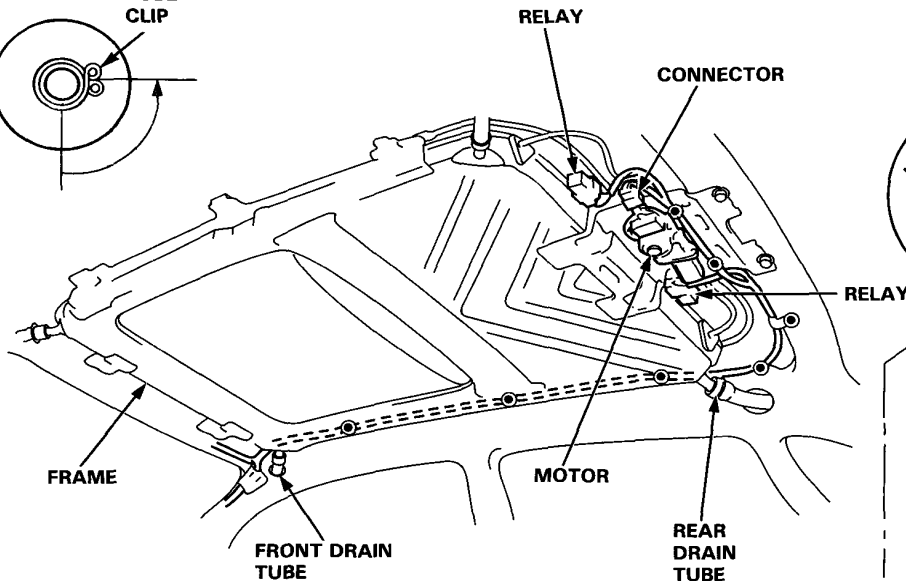 CLIP
RELAY
CONNECTOR
RELAY
FRAME
MOTOR
FRONT DRAIN
TUBE
REAR
DRAIN
TUBE